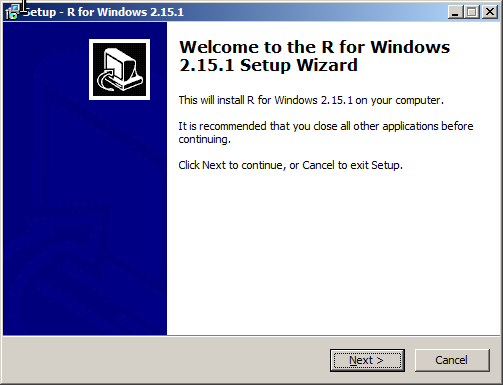 Setup - R for Windows 2.15.1
Welcome to the R for Windows
2.15.1 Setup Wizard
This will install R for Windows 2.15.1 on your computer.
It is recommended that you close all other applications before
continuing.
Click Next to continue, or Cancel to exit Setup.
Next >
Cancel